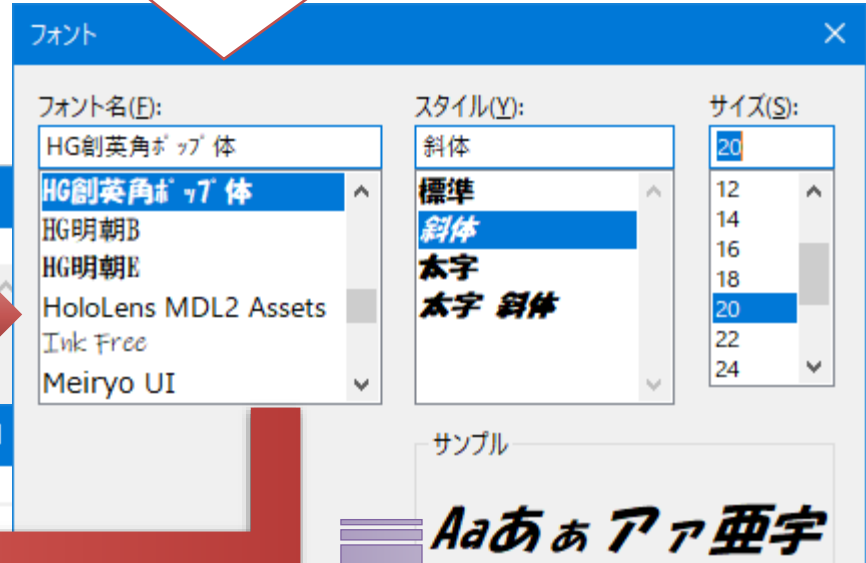 フォント
フォント名(F):
スタイル(Y):
サイズ(S):
HG創英角ﾎﾟｯﾌﾟ体
斜体
20
HG創英角ﾎﾟｯﾌﾟ体
HG明朝B
HG明朝E
HoloLens MDL2 Assets
Ink Free
Meiryo UI
標準
斜体
太字
太字 斜体
12
14
16
18
20
22
24
サンプル
Aaあぁアァ亜宇